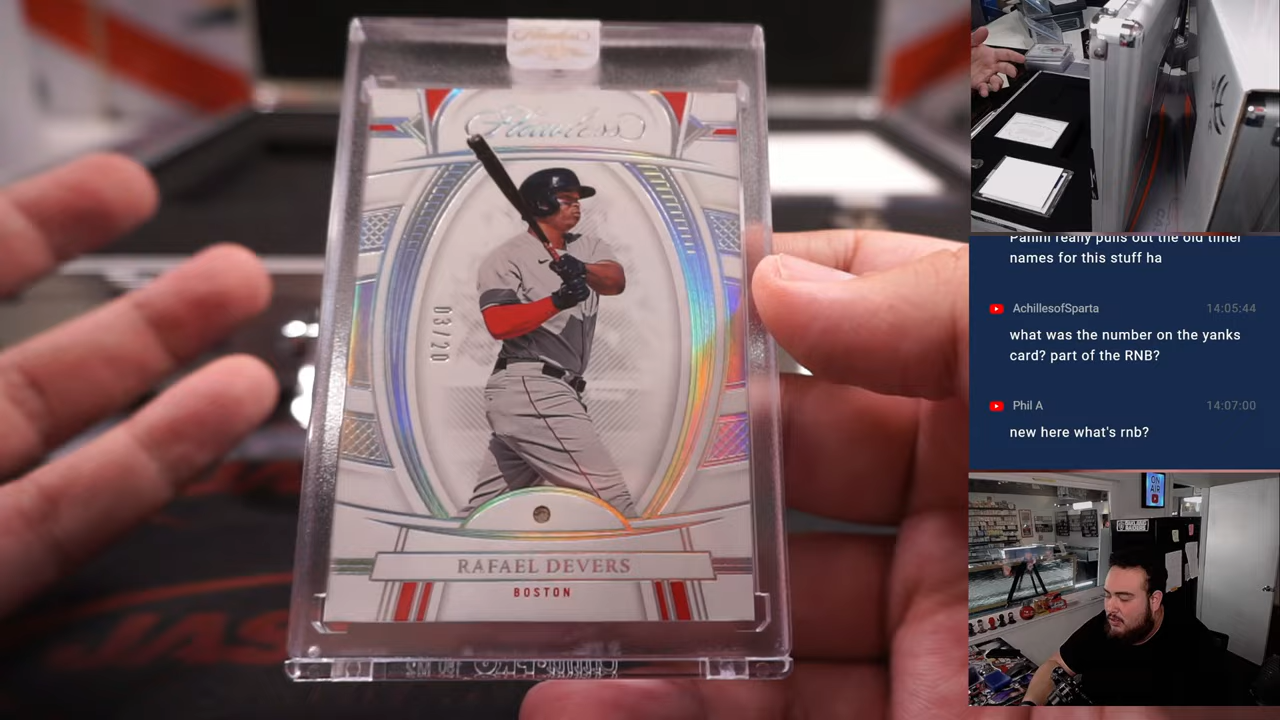 Flawless
03/20
RAFAEL DEVERS
BOSTON
JAS
Panini really pulls out the old timer
names for this stuff ha
AchillesofSparta 14:05:44
what was the number on the yanks
card? part of the RNB?
Phil A 14:07:00
new here what's rnb?
ON
AIR